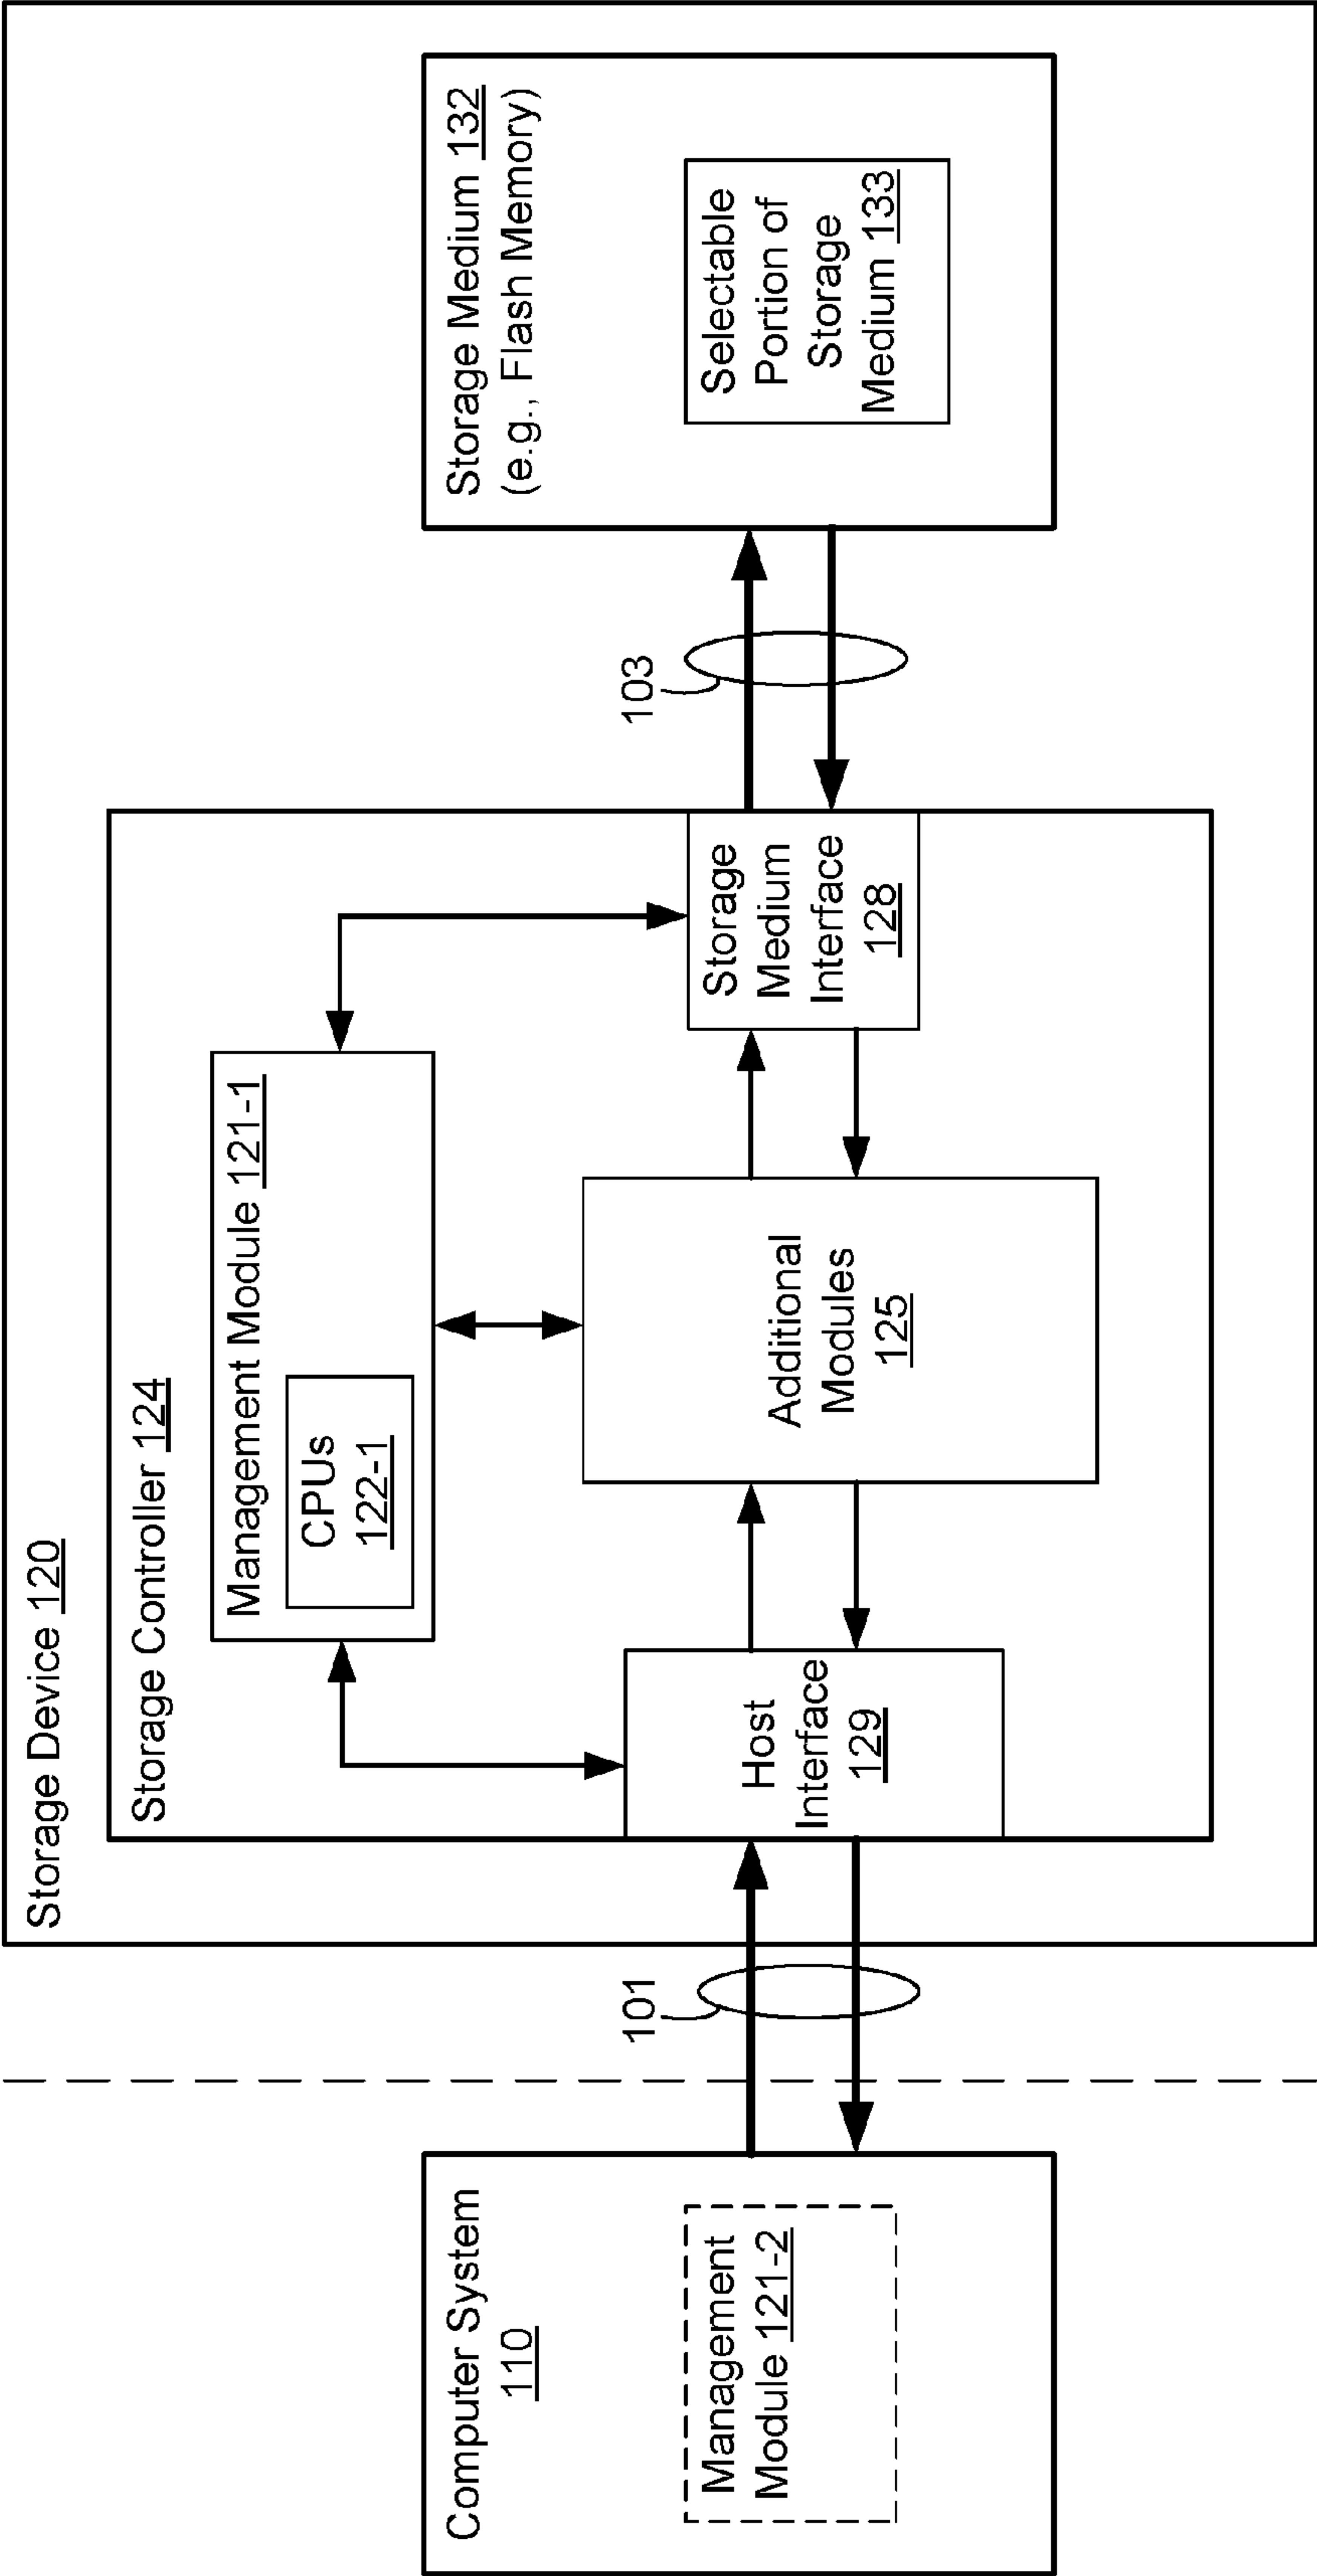 Computer System
110
Management
Module 121-2
101
Storage Device 120
Storage Controller 124
Management Module 121-1
CPUs
122-1
Host
Interface
129
Additional
Modules
125
Storage
Medium
Interface
128
103
Storage Medium 132
(e.g., Flash Memory)
Selectable
Portion of
Storage
Medium 133